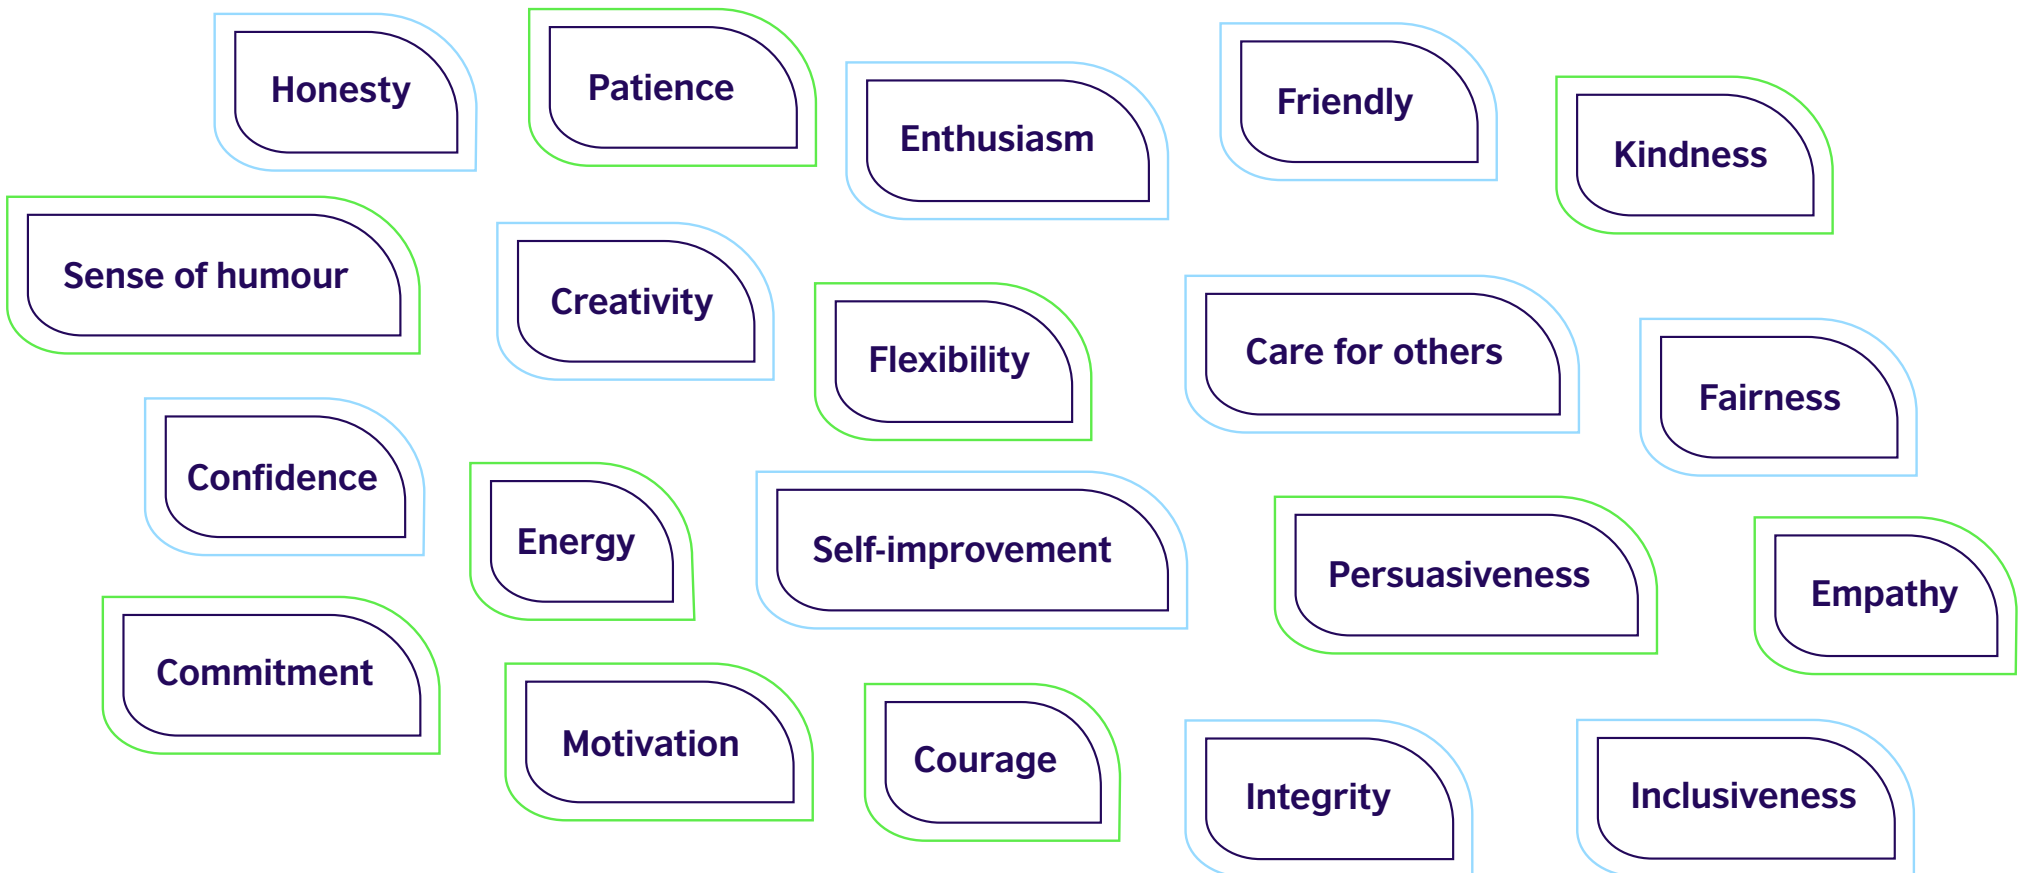 Honesty
Patience
Enthusiasm
Friendly
Kindness
Sense of humour
Creativity
Flexibility
Care for others
Fairness
Confidence
Energy
Self-improvement
Persuasiveness
Empathy
Commitment
Motivation
Courage
Integrity
Inclusiveness